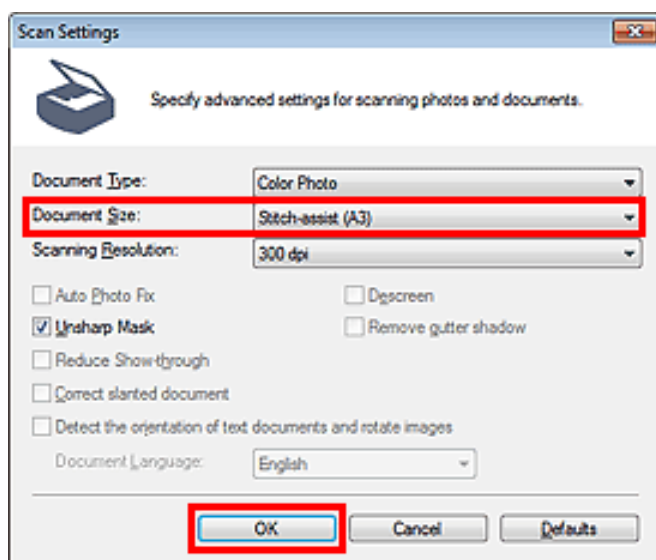 Scan Settings
Specify advanced settings for scanning photos and documents.
Document Type: Color Photo
Document Size: Stitch-assist (A3)
Scanning Resolution: 300 dpi
Auto Photo Fix Descreen
Unsharp Mask Remove gutter shadow
Reduce Show-through
Correct slanted document
Detect the orientation of text documents and rotate images
Document Language: English
OK Cancel Defaults